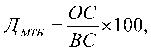 Д_МТК = ОС/ВС × 100,